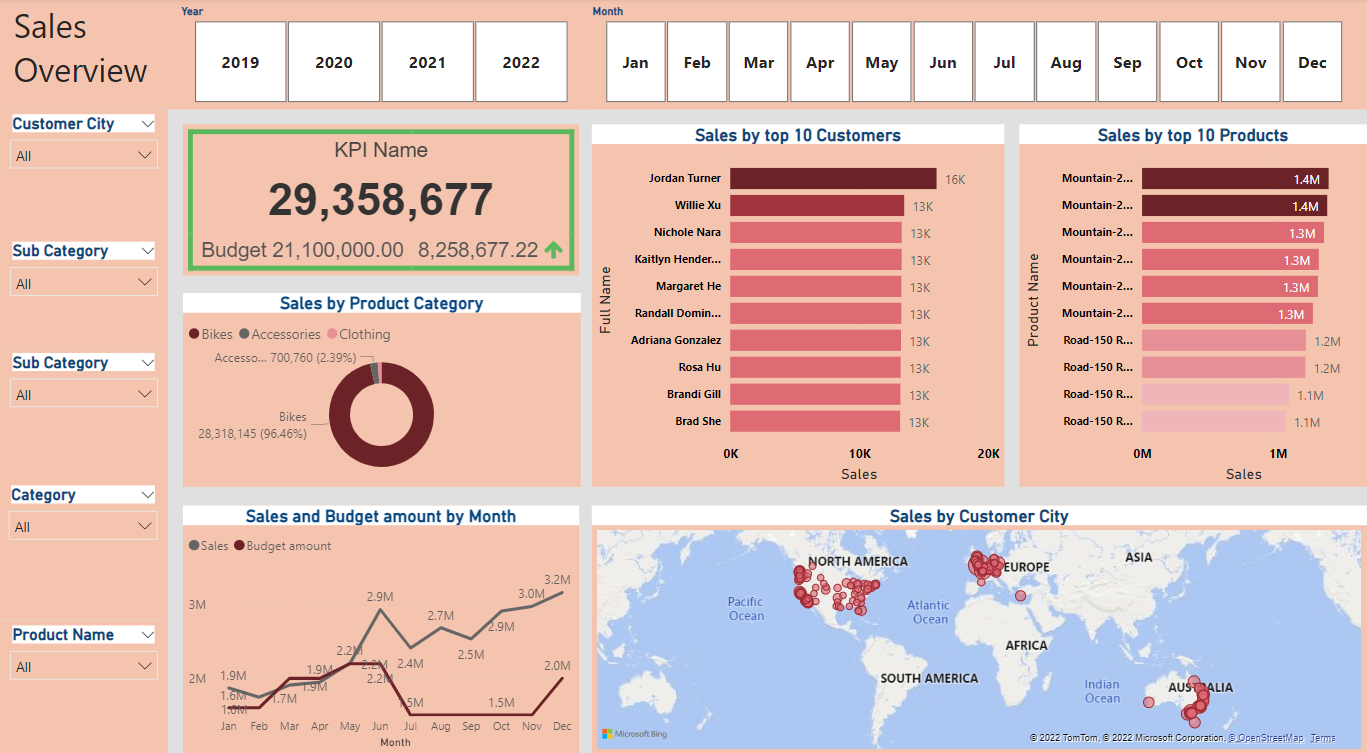 Sales
Overview
Year
2019 2020 2021 2022
Month
Jan Feb Mar Apr May Jun Jul Aug Sep Oct Nov Dec
Customer City
All
Sub Category
All
Sub Category
All
Category
All
Product Name
All
KPI Name
29,358,677
Budget 21,100,000.00 8,258,677.22
Sales by Product Category
Bikes Accessories Clothing
Accesso... 700,760 (2.39%)
Bikes
28,318,145 (96.46%)
Sales by top 10 Customers
Full Name
Jordan Turner 16K
Willie Xu 13K
Nichole Nara 13K
Kaitlyn Hender... 13K
Margaret He 13K
Randall Domin... 13K
Adriana Gonzalez 13K
Rosa Hu 13K
Brandi Gill 13K
Brad She 13K
0K 10K 20K
Sales
Sales by top 10 Products
Product Name
Mountain-2... 1.4M
Mountain-2... 1.4M
Mountain-2... 1.3M
Mountain-2... 1.3M
Mountain-2... 1.3M
Mountain-2... 1.3M
Road-150 R... 1.2M
Road-150 R... 1.2M
Road-150 R... 1.1M
Road-150 R... 1.1M
0M 1M
Sales
Sales and Budget amount by Month
Sales Budget amount
3M
2M
1.9M
1.6M
1.6M
1.7M
1.9M
1.9M
2.2M
2.2M
2.2M
2.9M
2.4M
1.5M
2.7M
2.5M
2.9M
1.5M
3.0M
3.2M
2.0M
Jan Feb Mar Apr May Jun Jul Aug Sep Oct Nov Dec
Month
Sales by Customer City
NORTH AMERICA
EUROPE
ASIA
Pacific
Ocean
Atlantic
Ocean
AFRICA
SOUTH AMERICA
Indian
Ocean
AUSTRALIA
Microsoft Bing
© 2022 TomTom, © 2022 Microsoft Corporation, © OpenStreetMap Terms